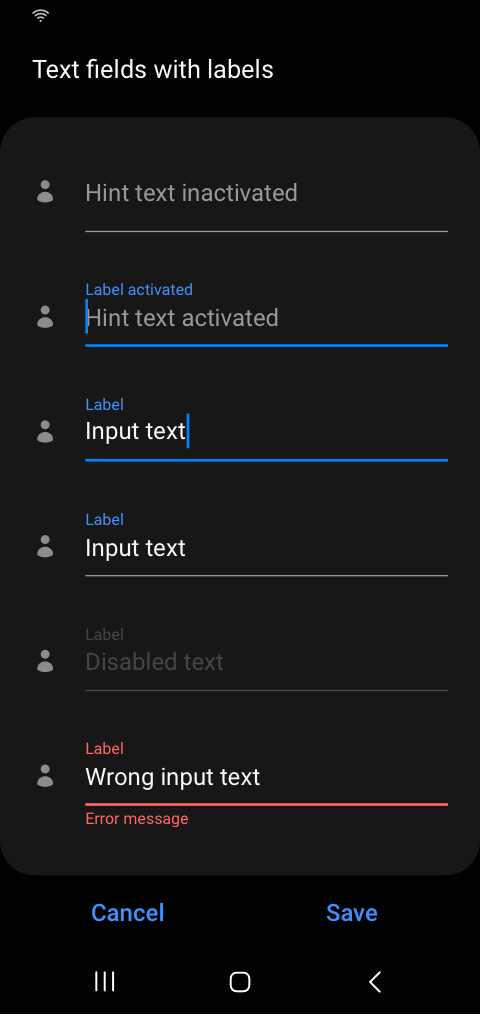 Text fields with labels
Hint text inactivated
Label activated
Hint text activated
Label
Input text
Label
Input text
Label
Disabled text
Label
Wrong input text
Error message
Cancel
Save